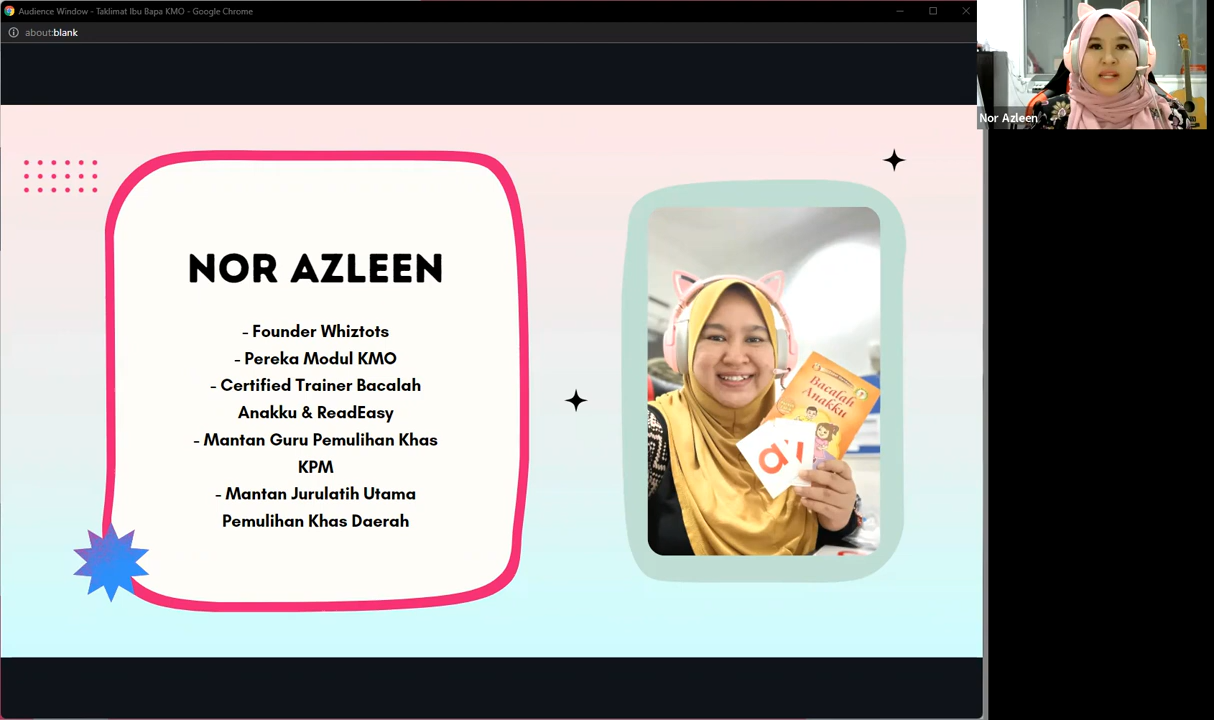 Audience Window - Taklimat Ibu Bapa KMO - Google Chrome
about:blank
Nor Azleen
NOR AZLEEN
- Founder Whiztots
- Pereka Modul KMO
- Certified Trainer Bacalah
Anakku & ReadEasy
- Mantan Guru Pemulihan Khas
KPM
- Mantan Jurulatih Utama
Pemulihan Khas Daerah
Bacalah
Anakku
a